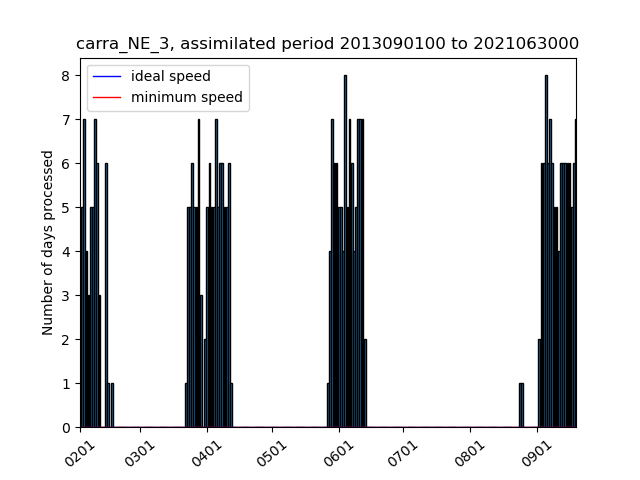 carra_NE_3, assimilated period 2013090100 to 2021063000
ideal speed
minimum speed
Number of days processed
8
7
6
5
4
3
2
1
0
0201 0301 0401 0501 0601 0701 0801 0901